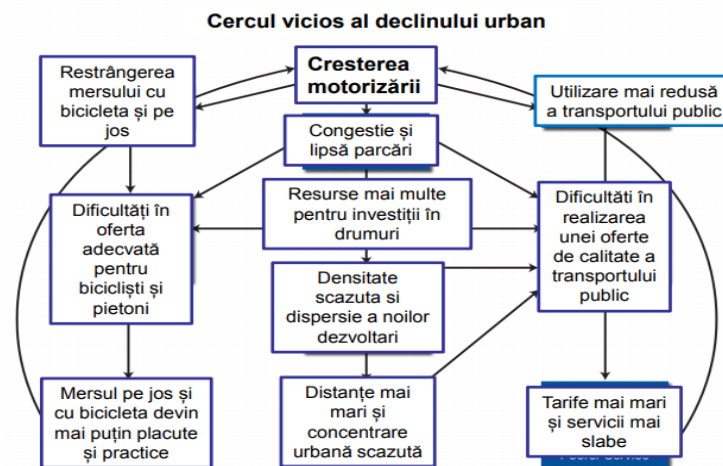 Cercul vicios al declinului urban
Restrângerea
mersului cu
bicicleta și pe
jos
Cresterea
motorizării
Utilizare mai redusă
a transportului public
Congestie și
lipsă parcări
Resurse mai multe
pentru investiții în
drumuri
Dificultăți în
oferta
adecvată
pentru
bicicliști și
pietoni
Dificultăti în
realizarea
unei oferte
de calitate a
transportului
public
Densitate
scazuta si
dispersie a noilor
dezvoltari
Mersul pe jos și
cu bicicleta devin
mai puțin placute
și practice
Distanțe mai
mari și
concentrare
urbană scazută
Tarife mai mari
și servicii mai
slabe